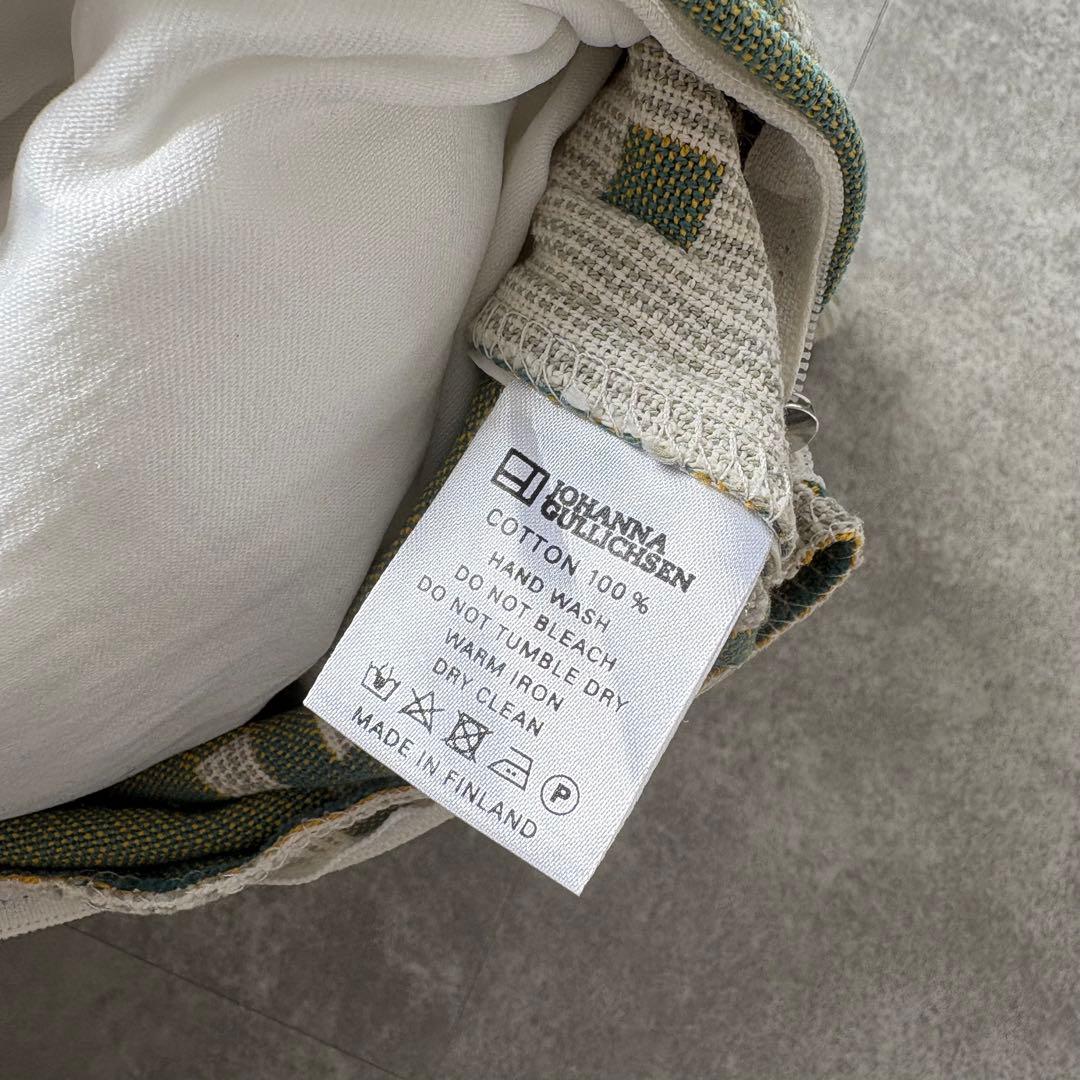 JOHANNA
GULLICHSEN
COTTON 100 %
HAND WASH
DO NOT BLEACH
DO NOT TUMBLE DRY
WARM IRON
DRY CLEAN
P
MADE IN FINLAND